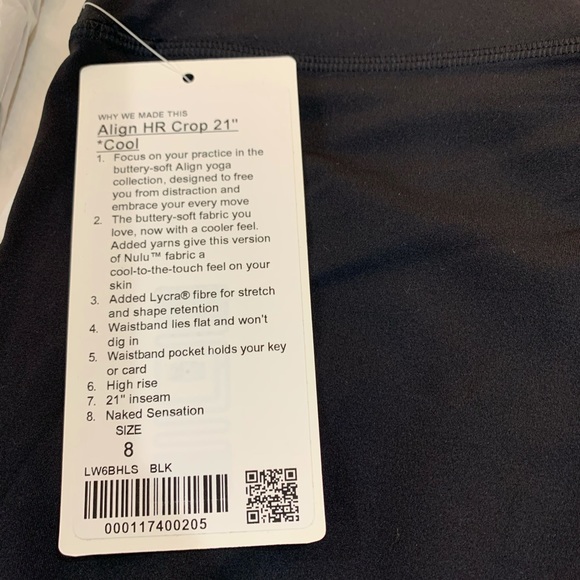 WHY WE MADE THIS
Align HR Crop 21"
*Cool
1. Focus on your practice in the
buttery-soft Align yoga
collection, designed to free
you from distraction and
embrace your every move
2. The buttery-soft fabric you
love, now with a cooler feel.
Added yarns give this version
of Nulu™ fabric a
cool-to-the-touch feel on your
skin
3. Added Lycra® fibre for stretch
and shape retention
4. Waistband lies flat and won't
dig in
5. Waistband pocket holds your key
or card
6. High rise
7. 21" inseam
8. Naked Sensation
SIZE
8
LW6BHLS BLK
000117400205